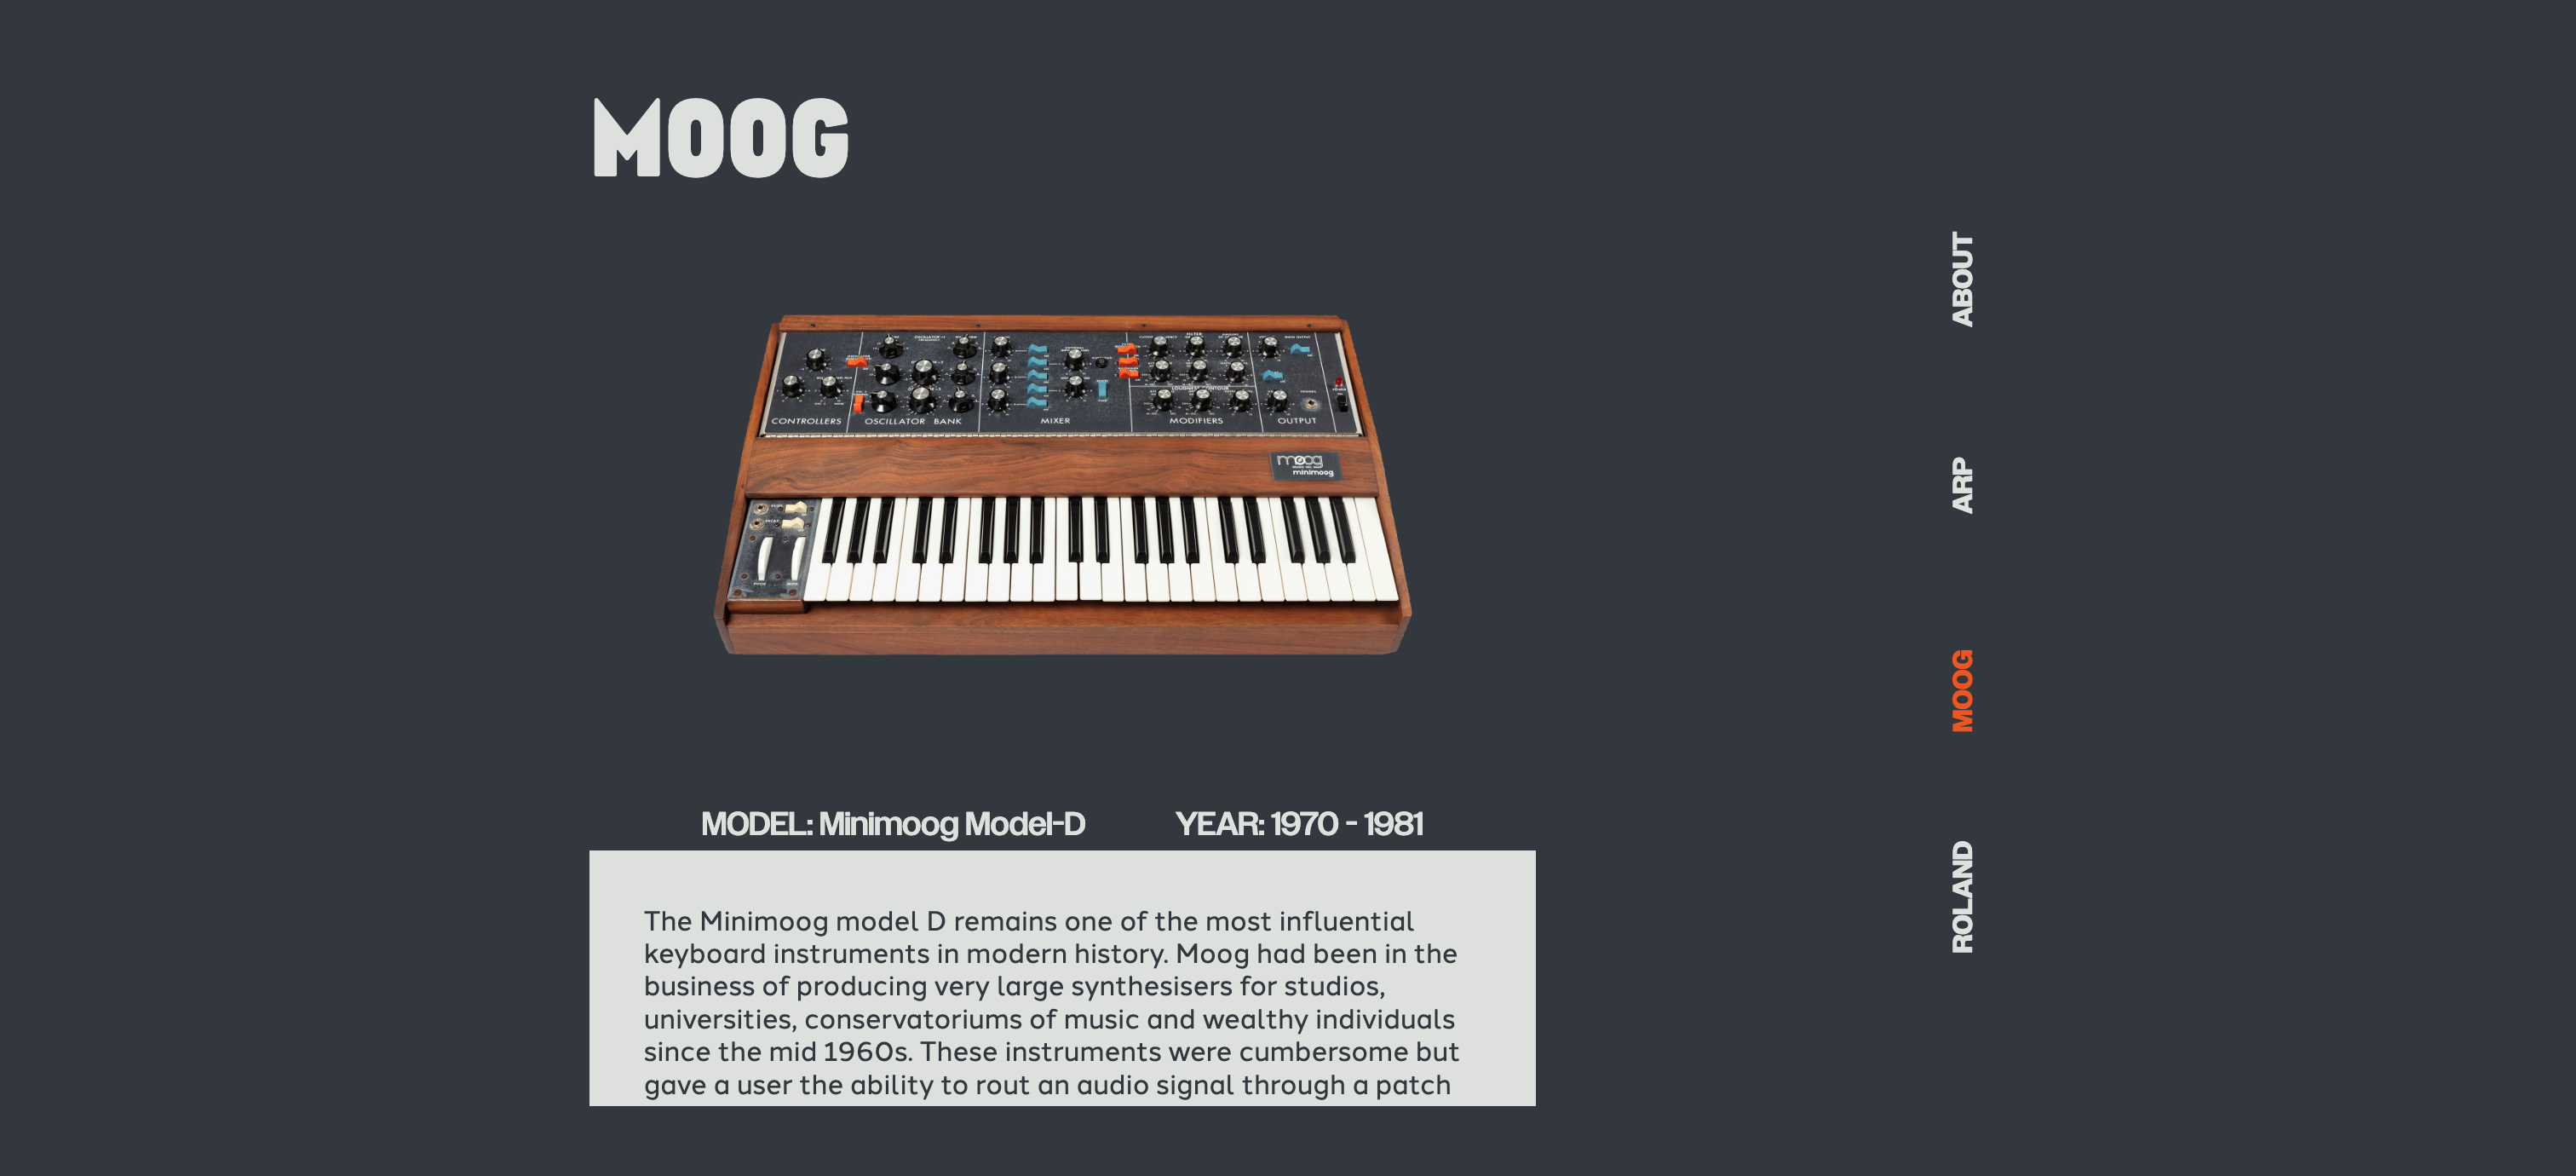 MOOG
ABOUT
ARP
MOOG
ROLAND
CONTROLLERS
OSCILLATOR BANK
MIXER
MODIFIERS
OUTPUT
LOUDNESS CONTOUR
moog
minimoog
MODEL: Minimoog Model-D
YEAR: 1970 - 1981
The Minimoog model D remains one of the most influential
keyboard instruments in modern history. Moog had been in the
business of producing very large synthesisers for studios,
universities, conservatoriums of music and wealthy individuals
since the mid 1960s. These instruments were cumbersome but
gave a user the ability to rout an audio signal through a patch